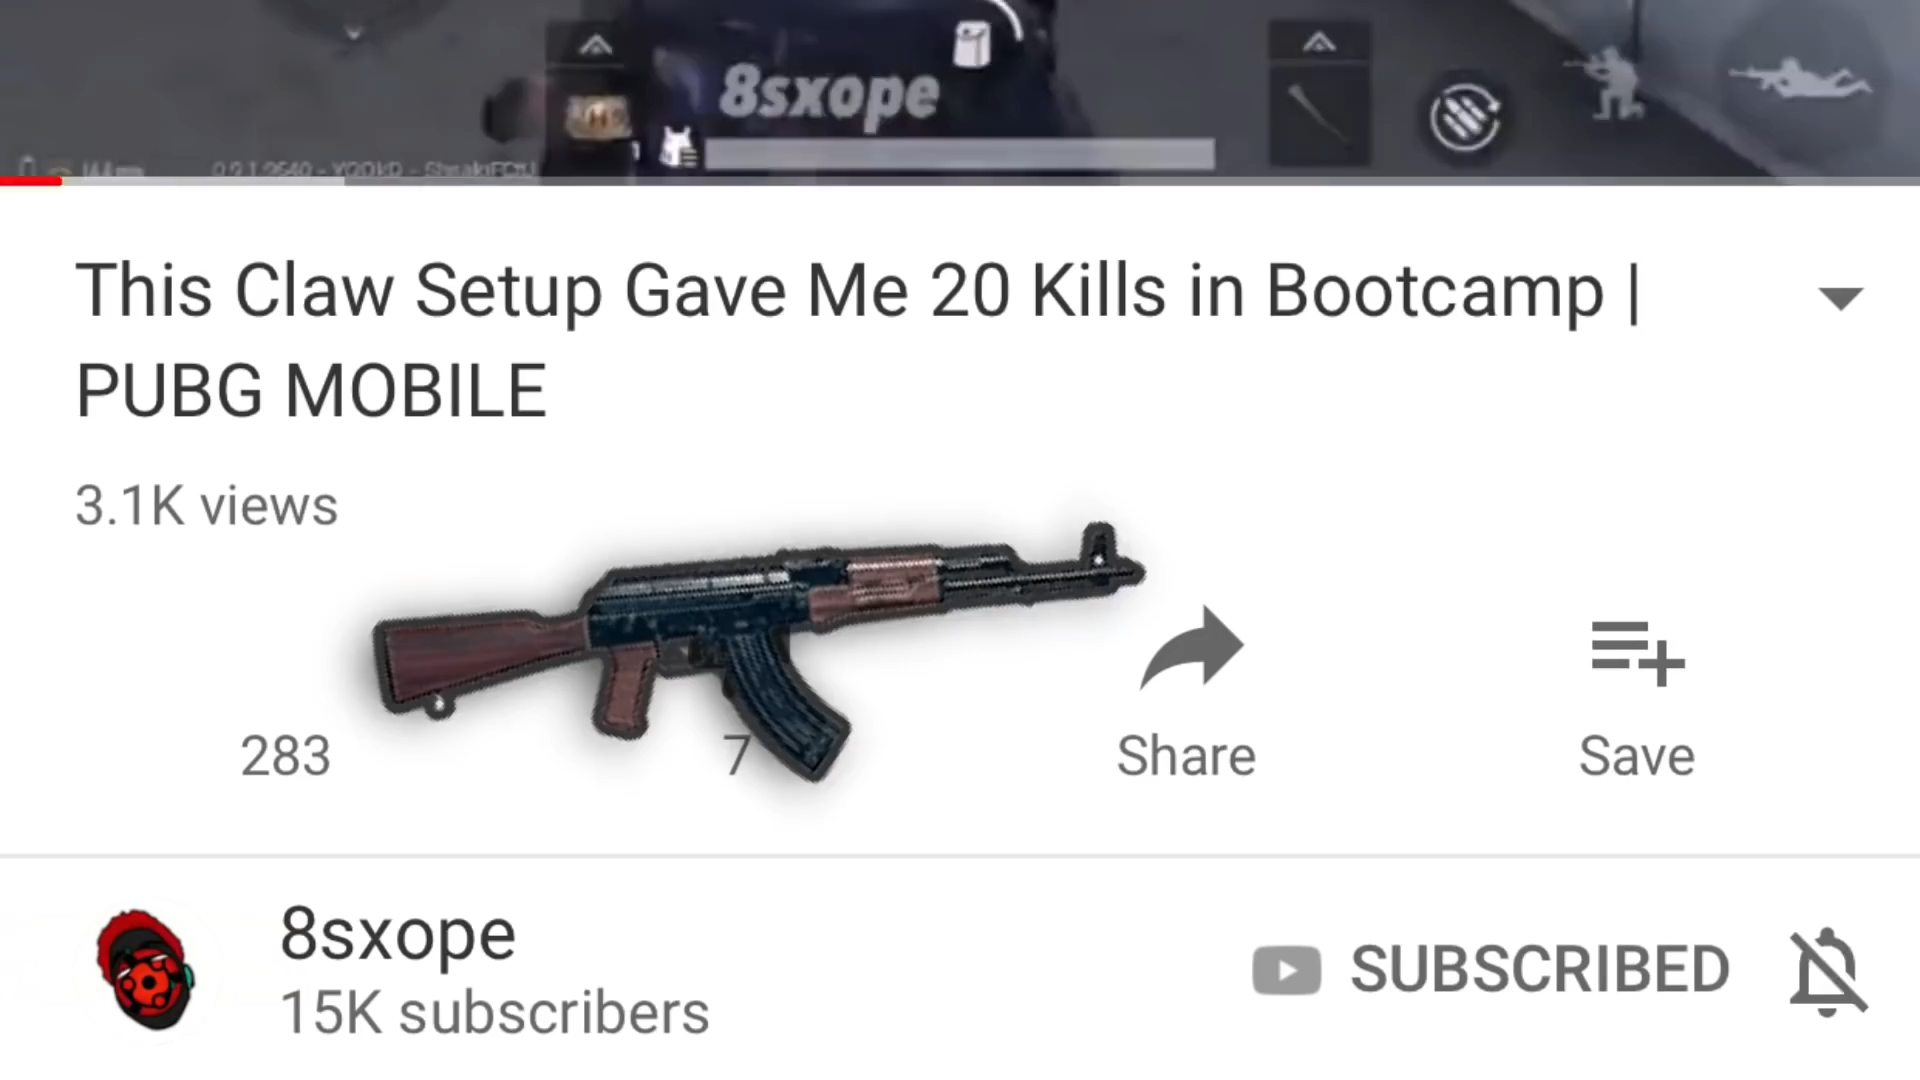 8sxope
This Claw Setup Gave Me 20 Kills in Bootcamp |
PUBG MOBILE
3.1K views
283
7
Share
Save
8sxope
15K subscribers
SUBSCRIBED